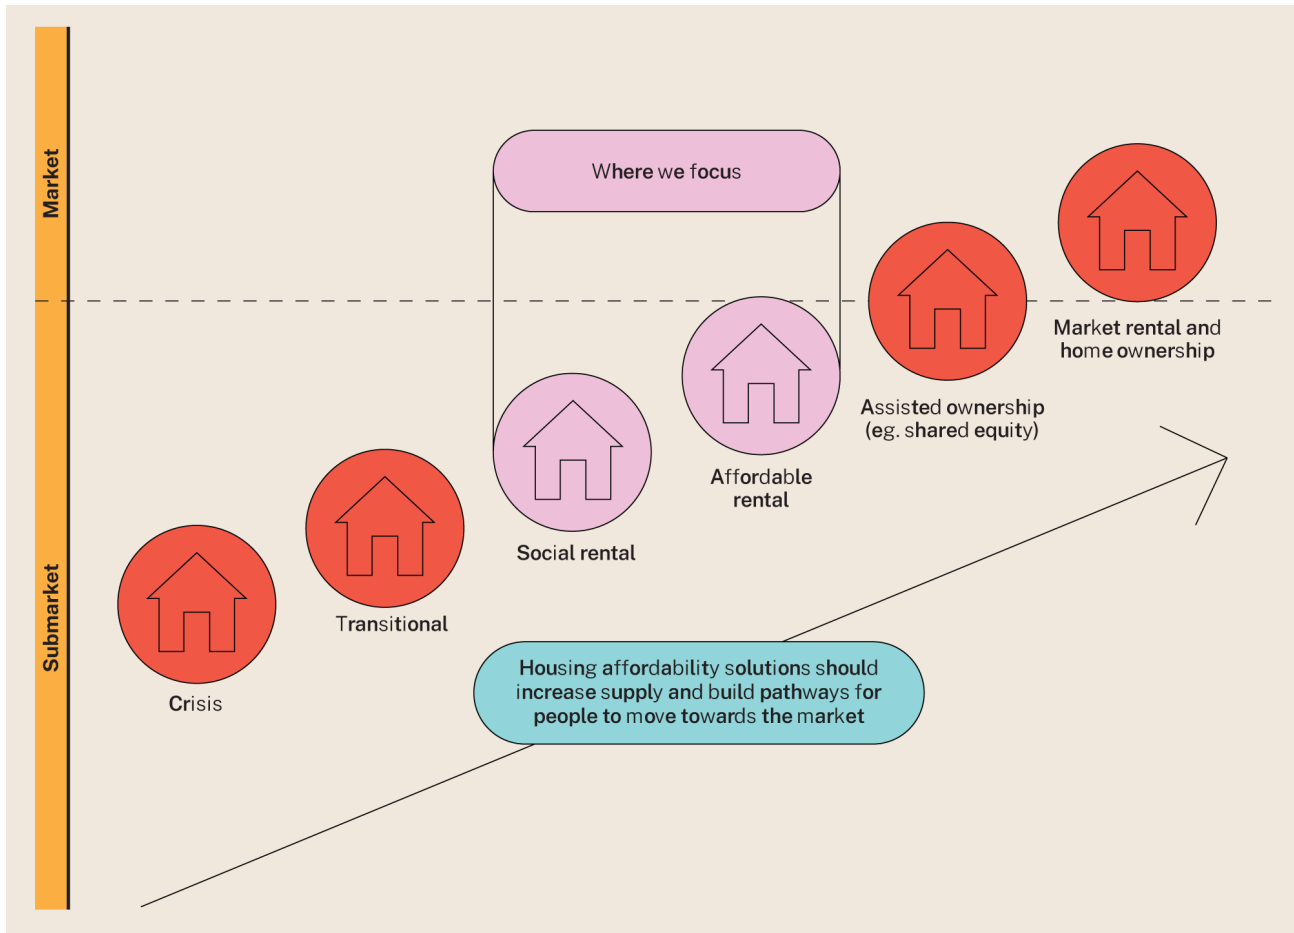 Market
Where we focus
Market rental and
home ownership
Assisted ownership
(eg. shared equity)
Affordable
rental
Social rental
Transitional
Submarket
Crisis
Housing affordability solutions should
increase supply and build pathways for
people to move towards the market